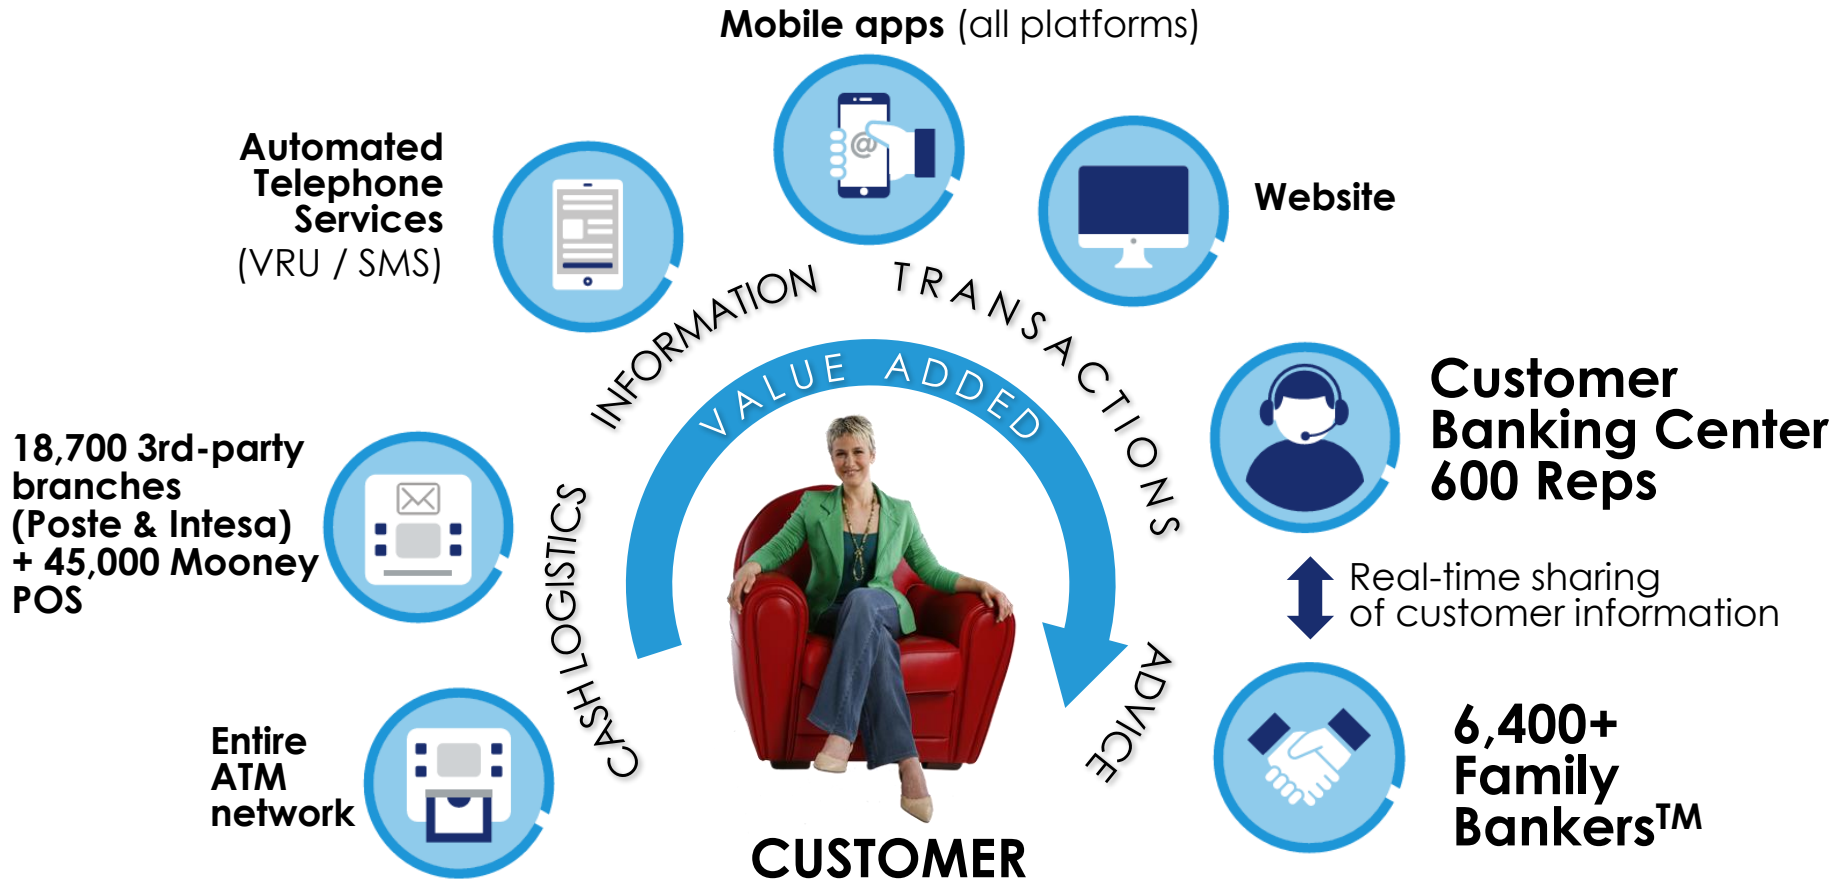 Mobile apps (all platforms)
Automated
Telephone
Services
(VRU / SMS)
Website
INFORMATION
TRANSACTIONS
VALUE ADDED
Customer
Banking Center
600 Reps
18,700 3rd-party
branches
(Poste & Intesa)
+ 45,000 Mooney
POS
CASH LOGISTICS
@
Real-time sharing
of customer information
ADVICE
Entire
ATM
network
6,400+
Family
Bankers™
CUSTOMER